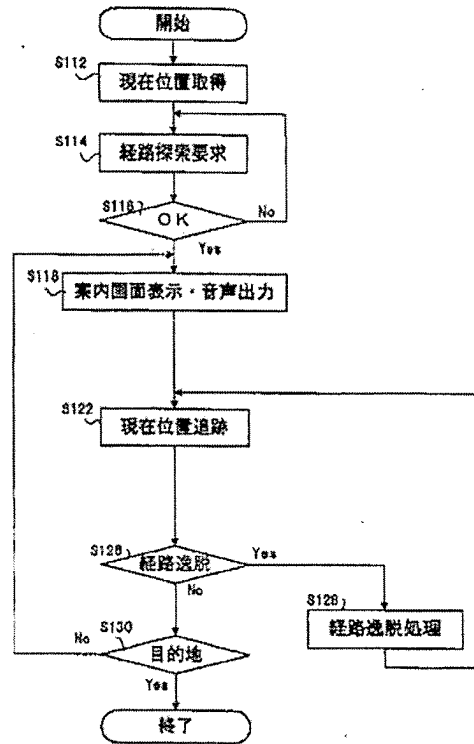 開始
S112
現在位置取得
S114
経路探索要求
S116
OK
No
Yes
S118
案内画面表示・音声出力
S122
現在位置追跡
経路逸脱
Yes
No
S128
経路逸脱処理
S130
目的地
No
Yes
終了